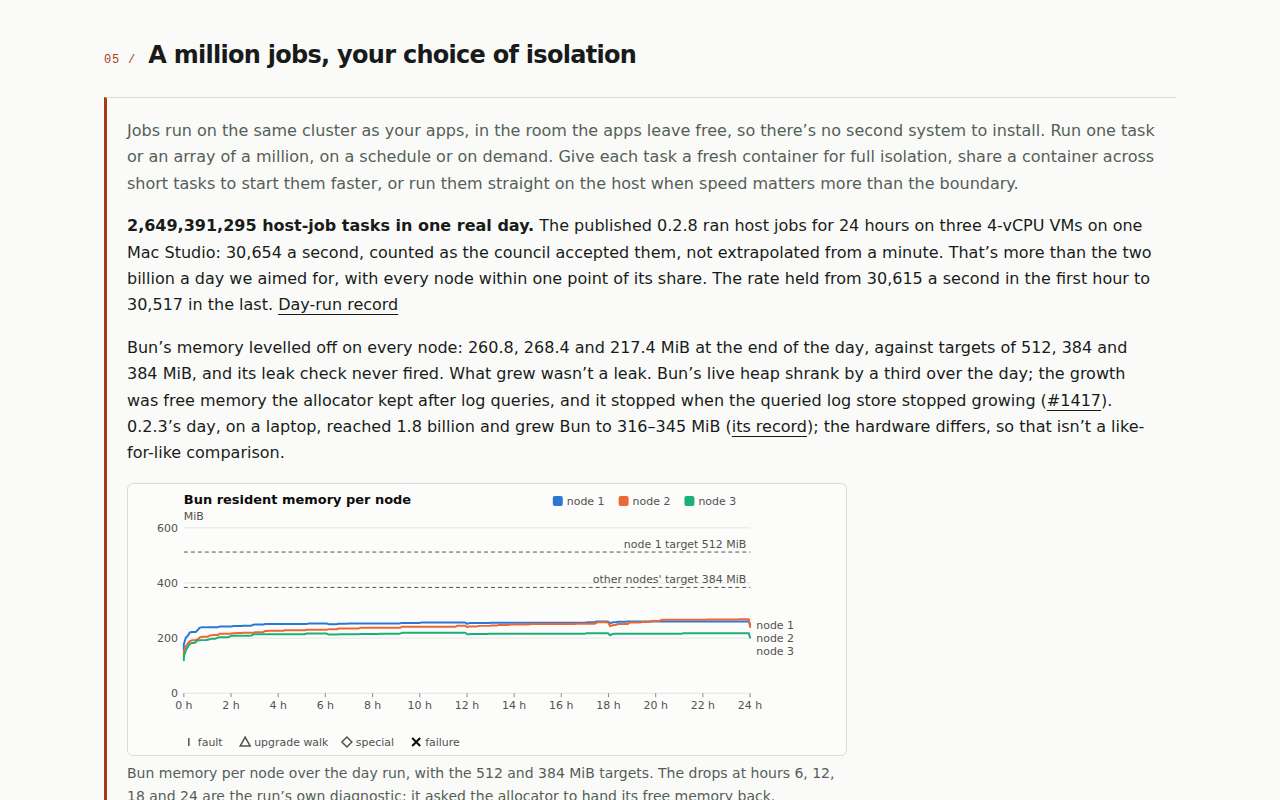 05 / A million jobs, your choice of isolation
Jobs run on the same cluster as your apps, in the room the apps leave free, so there’s no second system to install. Run one task
or an array of a million, on a schedule or on demand. Give each task a fresh container for full isolation, share a container across
short tasks to start them faster, or run them straight on the host when speed matters more than the boundary.
2,649,391,295 host-job tasks in one real day. The published 0.2.8 ran host jobs for 24 hours on three 4-vCPU VMs on one
Mac Studio: 30,654 a second, counted as the council accepted them, not extrapolated from a minute. That’s more than the two
billion a day we aimed for, with every node within one point of its share. The rate held from 30,615 a second in the first hour to
30,517 in the last. Day-run record
Bun’s memory levelled off on every node: 260.8, 268.4 and 217.4 MiB at the end of the day, against targets of 512, 384 and
384 MiB, and its leak check never fired. What grew wasn’t a leak. Bun’s live heap shrank by a third over the day; the growth
was free memory the allocator kept after log queries, and it stopped when the queried log store stopped growing (#1417).
0.2.3’s day, on a laptop, reached 1.8 billion and grew Bun to 316–345 MiB (its record); the hardware differs, so that isn’t a like-
for-like comparison.
Bun resident memory per node
MiB
node 1 node 2 node 3
600
node 1 target 512 MiB
400
other nodes' target 384 MiB
200
node 1
node 2
node 3
0
0 h 2 h 4 h 6 h 8 h 10 h 12 h 14 h 16 h 18 h 20 h 22 h 24 h
fault upgrade walk special failure
Bun memory per node over the day run, with the 512 and 384 MiB targets. The drops at hours 6, 12,
18 and 24 are the run’s own diagnostic: it asked the allocator to hand its free memory back.